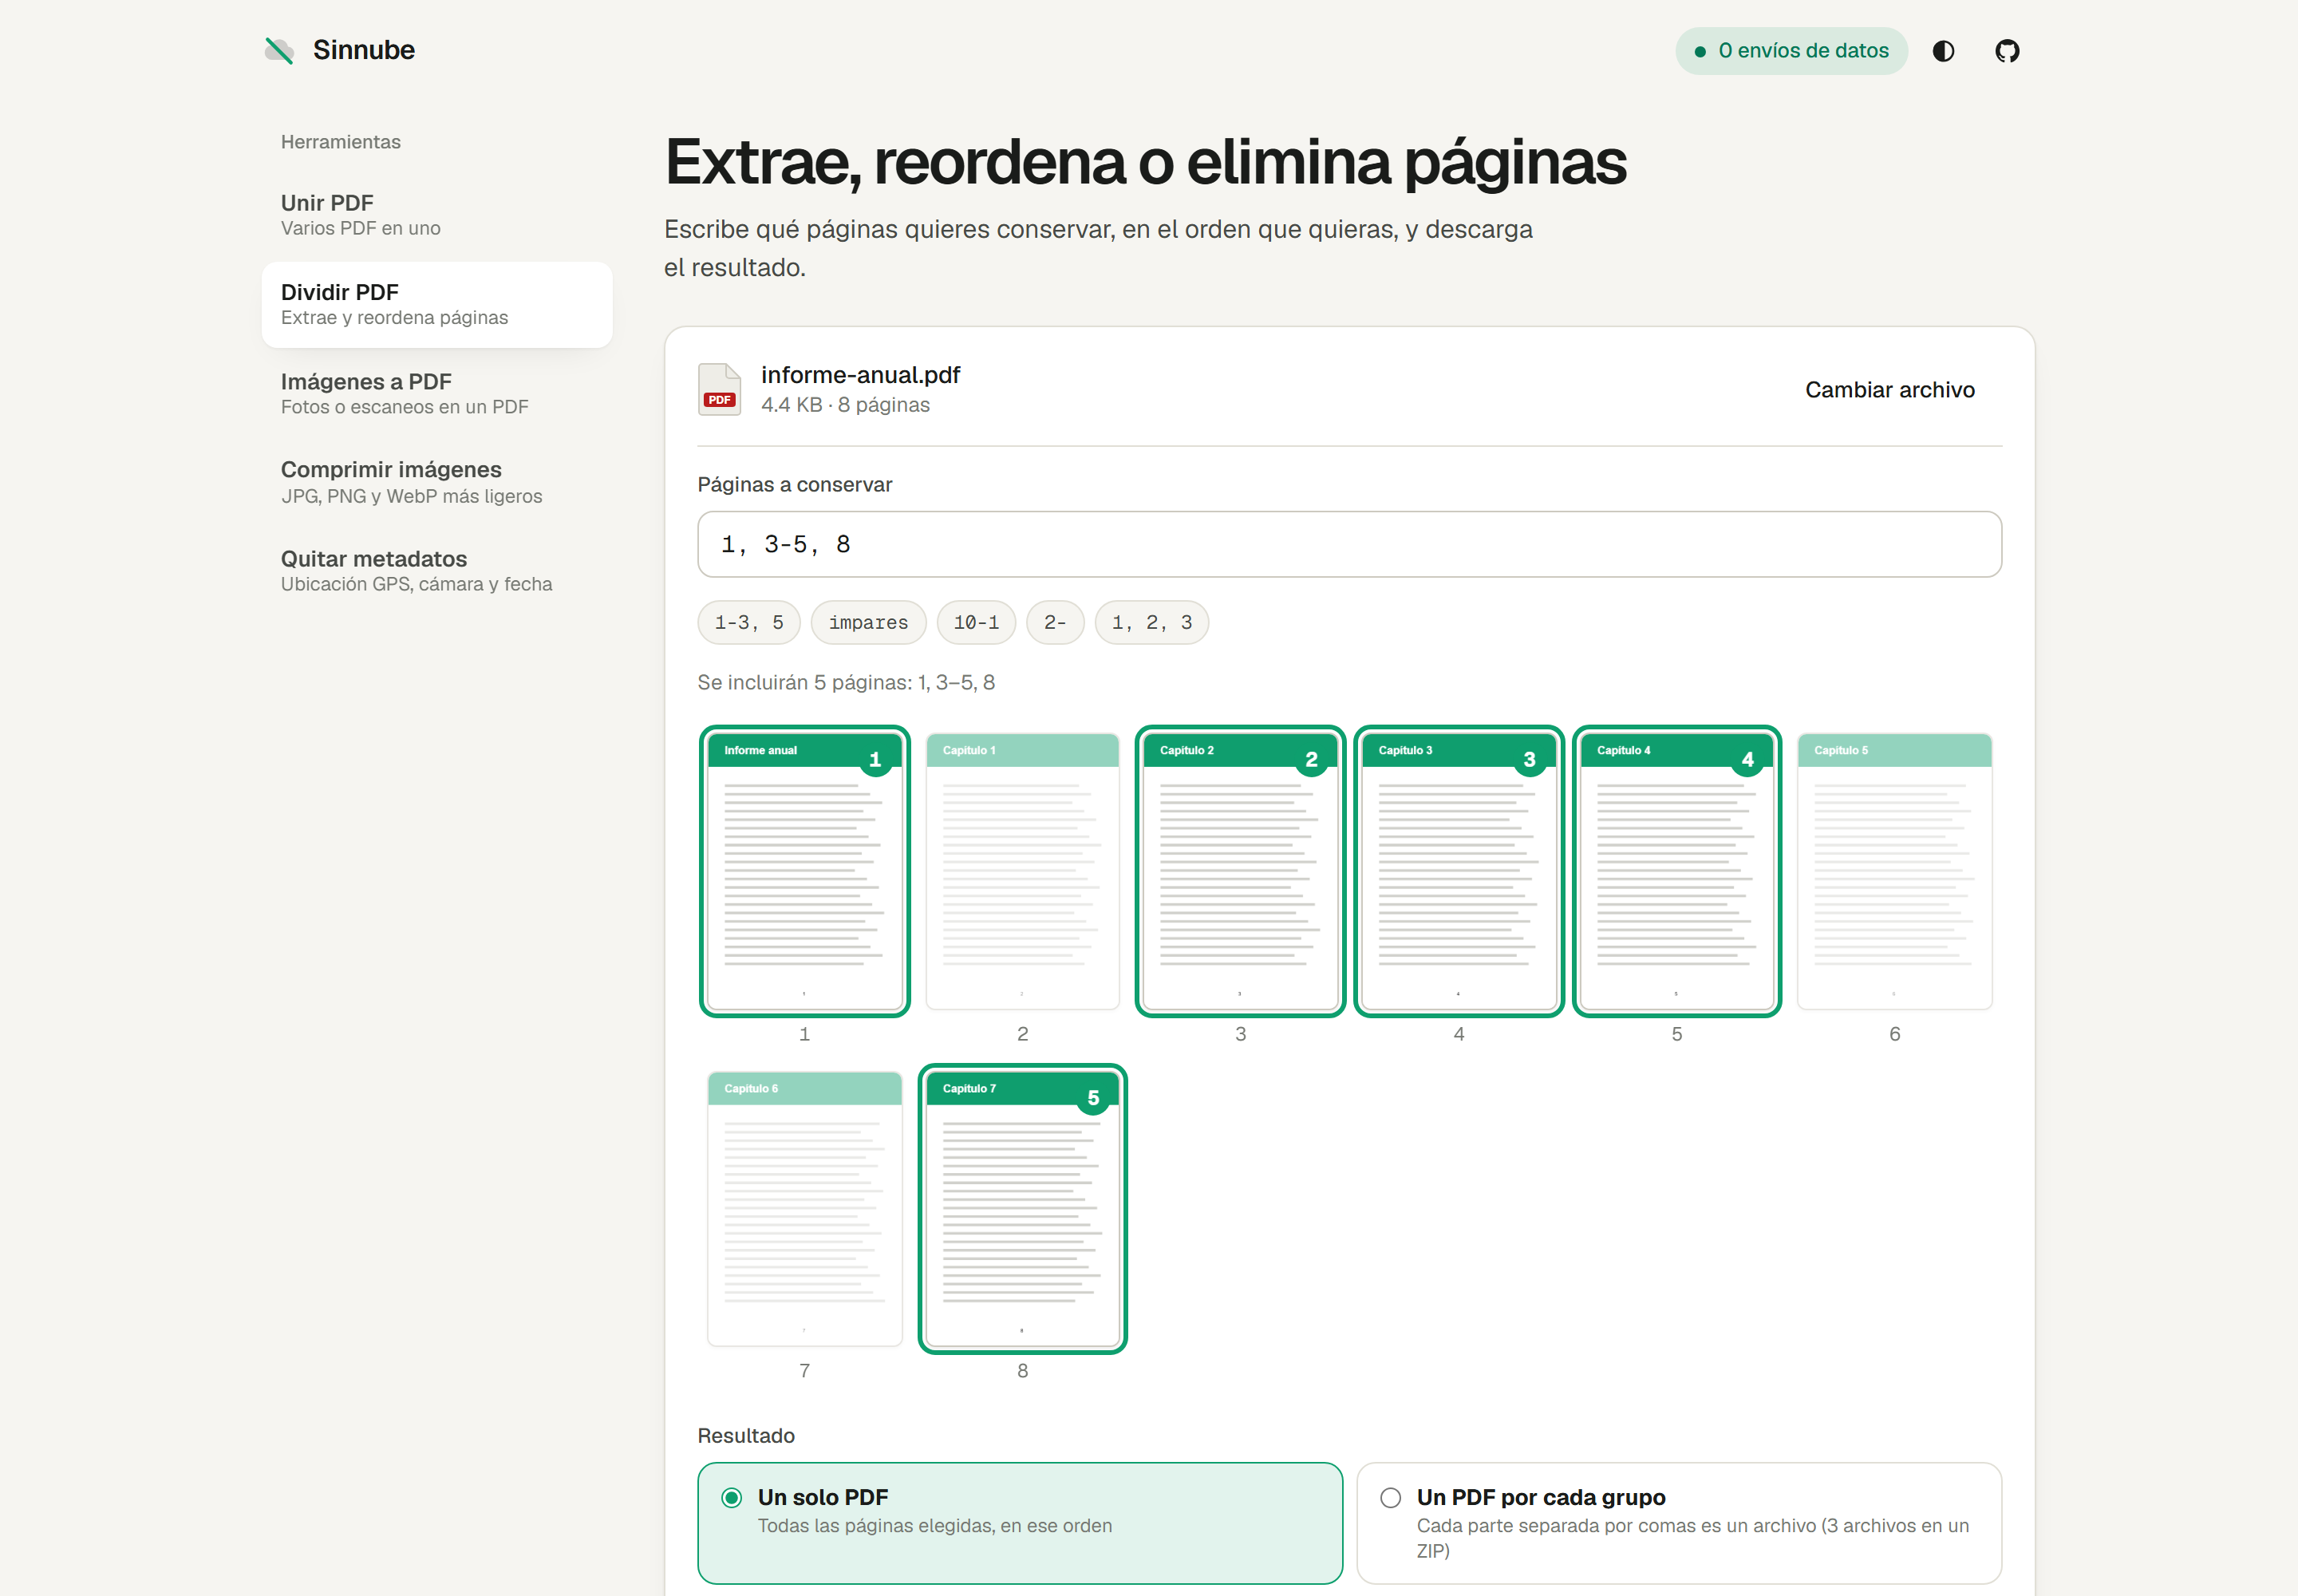 Sinnube
0 envíos de datos
Herramientas
Unir PDF
Varios PDF en uno
Dividir PDF
Extrae y reordena páginas
Imágenes a PDF
Fotos o escaneos en un PDF
Comprimir imágenes
JPG, PNG y WebP más ligeros
Quitar metadatos
Ubicación GPS, cámara y fecha
Extrae, reordena o elimina páginas
Escribe qué páginas quieres conservar, en el orden que quieras, y descarga
el resultado.
PDF
informe-anual.pdf
4.4 KB · 8 páginas
Cambiar archivo
Páginas a conservar
1, 3-5, 8
1-3, 5
impares
10-1
2-
1, 2, 3
Se incluirán 5 páginas: 1, 3–5, 8
Informe anual
1
Capítulo 1
Capítulo 2
2
Capítulo 3
3
Capítulo 4
4
Capítulo 5
1
2
3
4
5
6
Capítulo 6
Capítulo 7
5
7
8
Resultado
Un solo PDF
Todas las páginas elegidas, en ese orden
Un PDF por cada grupo
Cada parte separada por comas es un archivo (3 archivos en un
ZIP)